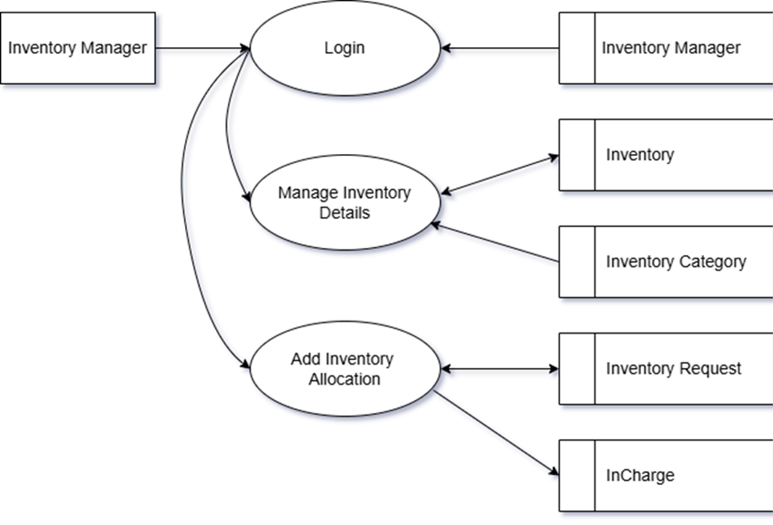 Inventory Manager
Login
Inventory Manager
Inventory
Manage Inventory
Details
Inventory Category
Add Inventory
Allocation
Inventory Request
InCharge